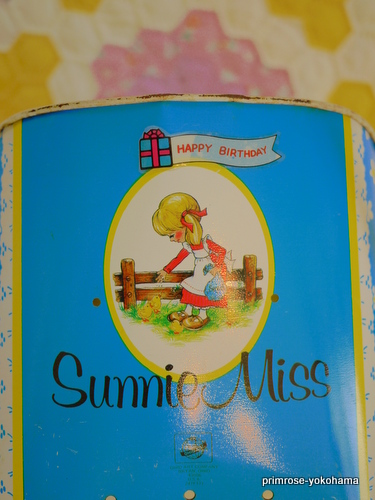 HAPPY BIRTHDAY
Sunnie Miss
primrose-yokohama